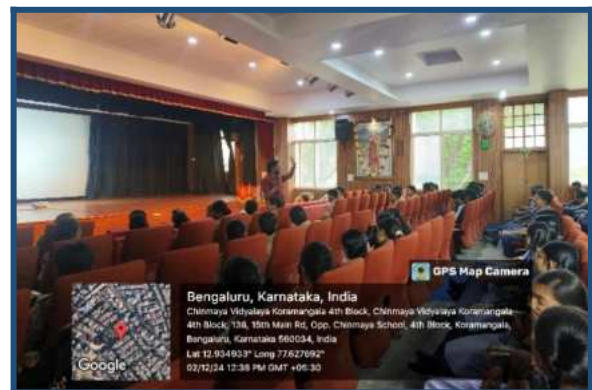 GPS Map Camera
Bengaluru, Karnataka, India
Chinmaya Vidyalaya Koramangala 4th Block, Chinmaya Vidyalaya Koramangala
4th Block, 138, 15th Main Rd, Opp. Chinmaya School, 4th Block, Koramangala,
Bengaluru, Karnataka 560034, India
Lat 12.934933° Long 77.627692°
02/12/24 12:38 PM GMT +05:30
Google